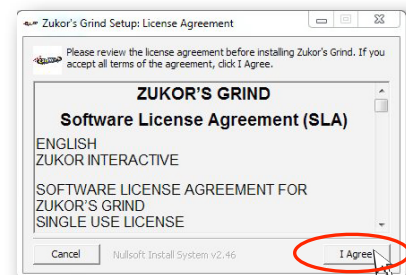 Zukor's Grind Setup: License Agreement
Please review the license agreement before installing Zukor's Grind. If you
accept all terms of the agreement, click I Agree.
ZUKOR'S GRIND
Software License Agreement (SLA)
ENGLISH
ZUKOR INTERACTIVE
SOFTWARE LICENSE AGREEMENT FOR
ZUKOR'S GRIND
SINGLE USE LICENSE
Cancel
Nullsoft Install System v2.46
I Agree